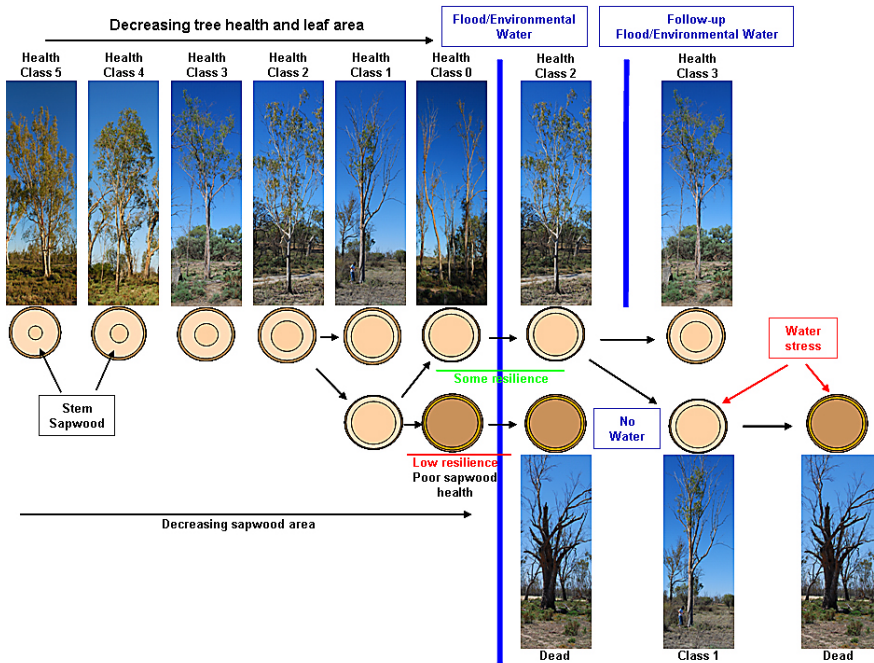 Decreasing tree health and leaf area
Flood/Environmental
Water
Follow-up
Flood/Environmental Water
Health
Class 5
Health
Class 4
Health
Class 3
Health
Class 2
Health
Class 1
Health
Class 0
Health
Class 2
Health
Class 3
Water
stress
Some resilience
Stem
Sapwood
No
Water
Low resilience
Poor sapwood
health
Decreasing sapwood area
Dead
Class 1
Dead